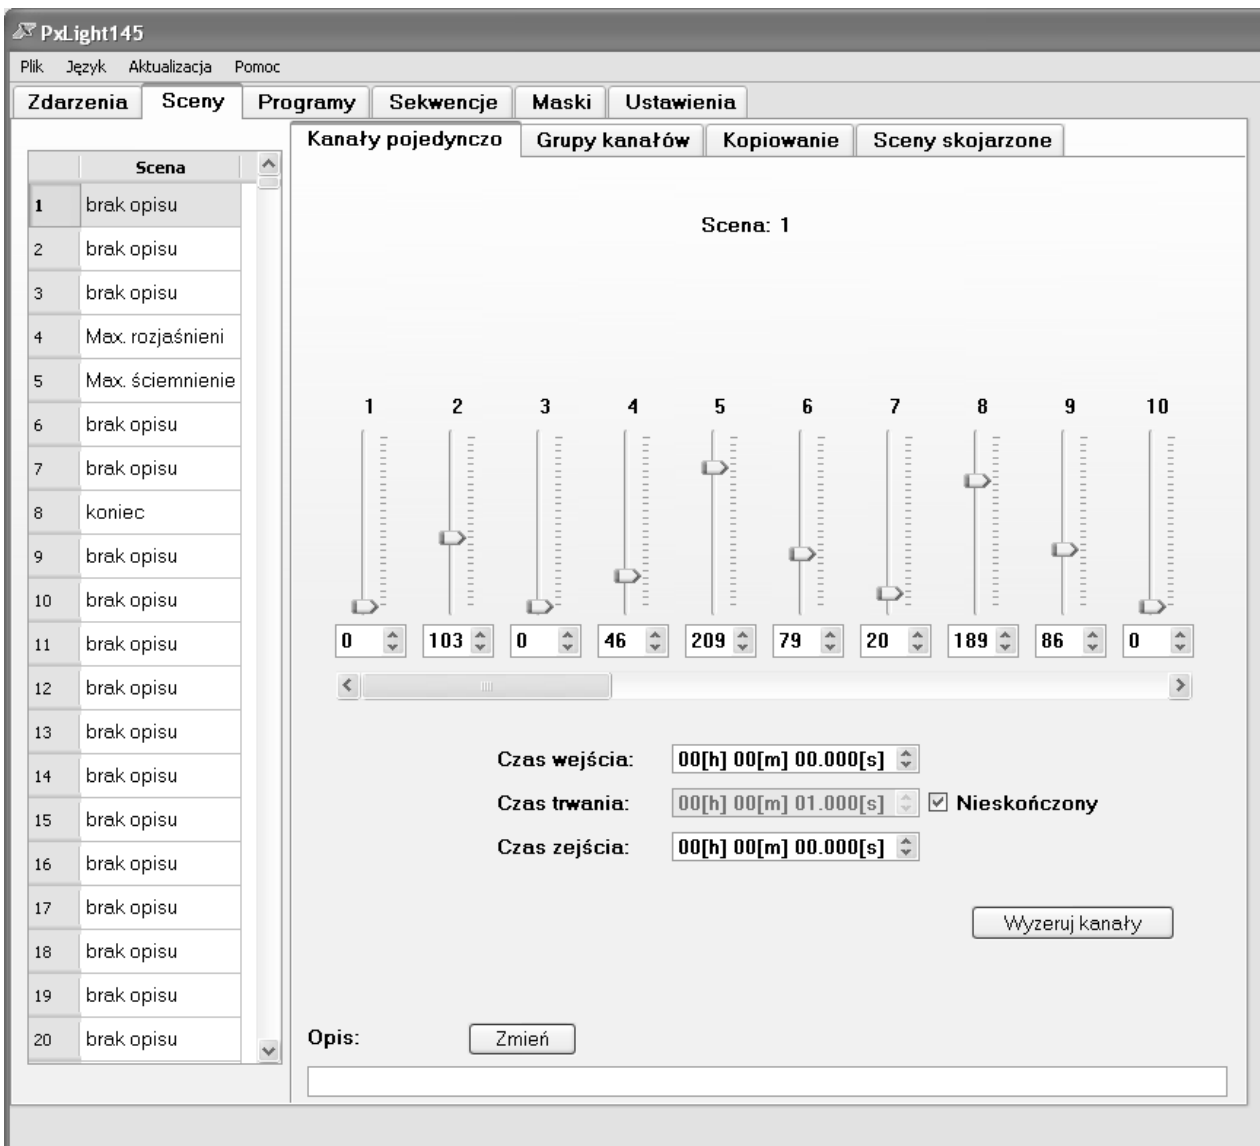 PxLight145
Plik Język Aktualizacja Pomoc
Zdarzenia Sceny Programy Sekwencje Maski Ustawienia
Kanały pojedynczo Grupy kanałów Kopiowanie Sceny skojarzone
Scena
1 brak opisu
2 brak opisu
3 brak opisu
4 Max. rozjaśnieni
5 Max. ściemnienie
6 brak opisu
7 brak opisu
8 koniec
9 brak opisu
10 brak opisu
11 brak opisu
12 brak opisu
13 brak opisu
14 brak opisu
15 brak opisu
16 brak opisu
17 brak opisu
18 brak opisu
19 brak opisu
20 brak opisu
Scena: 1
1 2 3 4 5 6 7 8 9 10
0 103 0 46 209 79 20 189 86 0
Czas wejścia: 00[h] 00[m] 00.000[s]
Czas trwania: 00[h] 00[m] 01.000[s] Nieskończony
Czas zejścia: 00[h] 00[m] 00.000[s]
Wyzeruj kanały
Opis: Zmień